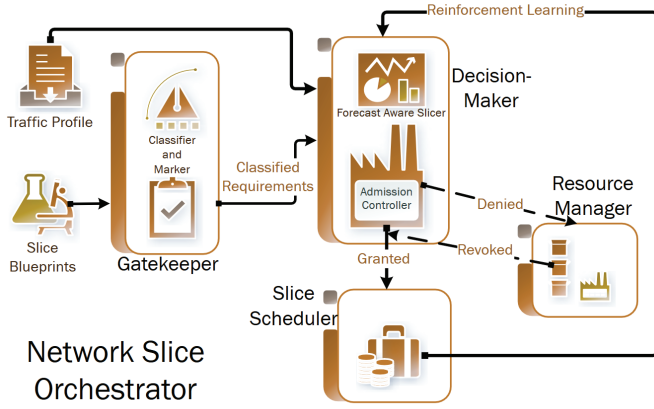 Reinforcement Learning
Decision-
Maker
Forecast Aware Slicer
Traffic Profile
Classifier
and
Marker
Classified
Requirements
Admission
Controller
Denied
Resource
Manager
Revoked
Granted
Slice
Blueprints
Gatekeeper
Slice
Scheduler
Network Slice
Orchestrator